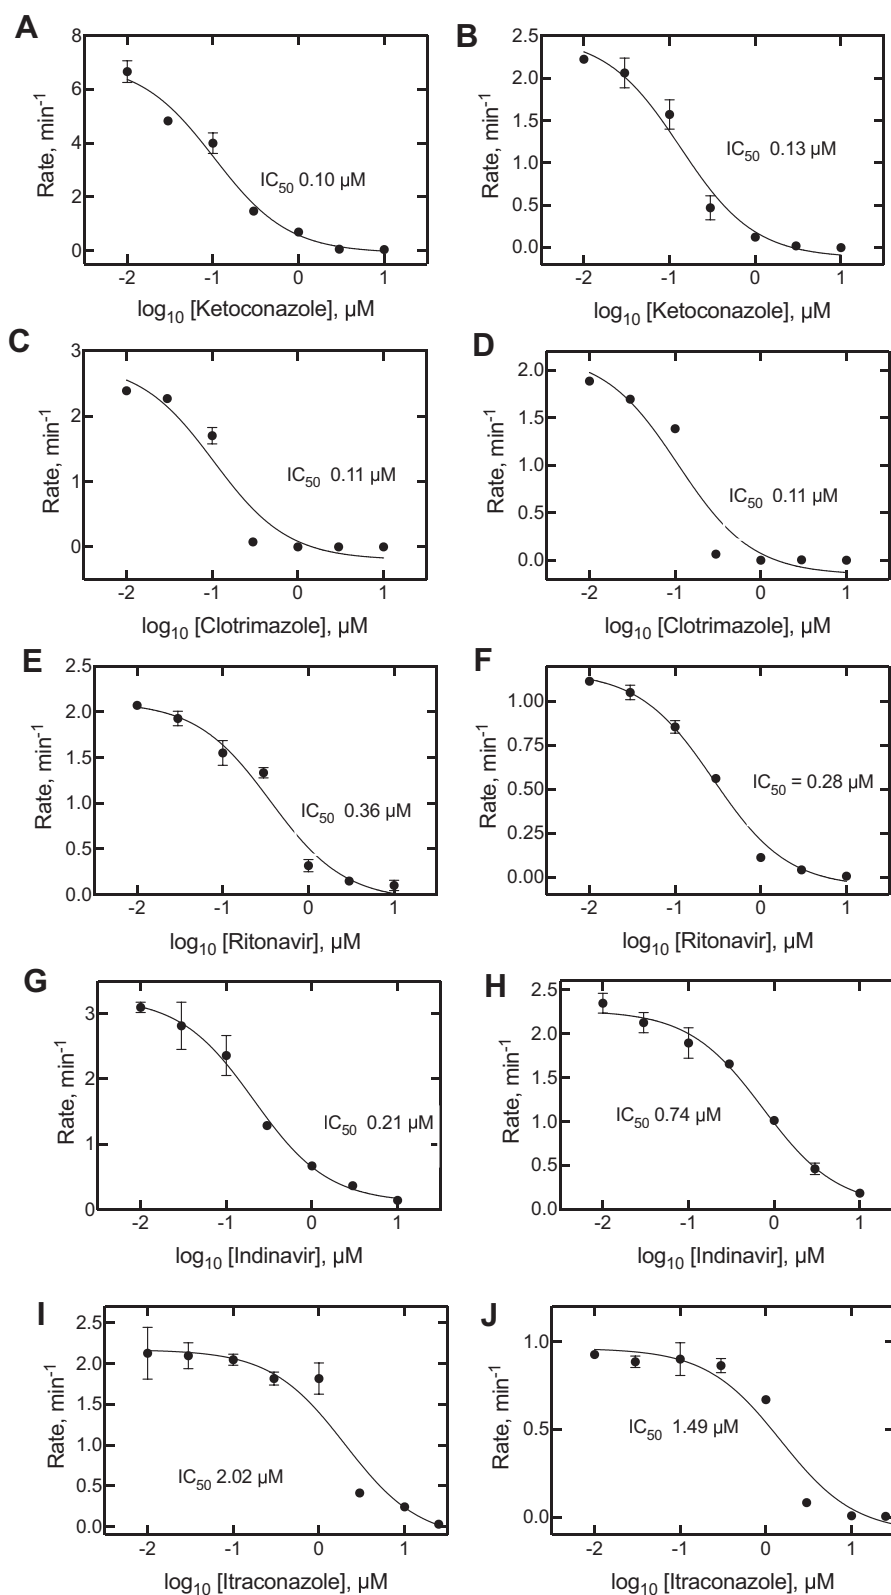 A
8
6
4
2
0
Rate, min-1
IC50 0.10 µM
-2 -1 0 1
log10 [Ketoconazole], µM
B
2.5
2.0
1.5
1.0
0.5
0.0
Rate, min-1
IC50 0.13 µM
-2 -1 0 1
log10 [Ketoconazole], µM
C
3
2
1
0
Rate, min-1
IC50 0.11 µM
-2 -1 0 1
log10 [Clotrimazole], µM
D
2.0
1.5
1.0
0.5
0.0
Rate, min-1
IC50 0.11 µM
-2 -1 0 1
log10 [Clotrimazole], µM
E
2.5
2.0
1.5
1.0
0.5
0.0
Rate, min-1
IC50 0.36 µM
-2 -1 0 1
log10 [Ritonavir], µM
F
1.00
0.75
0.50
0.25
0.00
Rate, min-1
IC50 = 0.28 µM
-2 -1 0 1
log10 [Ritonavir], µM
G
3
2
1
0
Rate, min-1
IC50 0.21 µM
-2 -1 0 1
log10 [Indinavir], µM
H
2.5
2.0
1.5
1.0
0.5
0.0
Rate, min-1
IC50 0.74 µM
-2 -1 0 1
log10 [Indinavir], µM
I
2.5
2.0
1.5
1.0
0.5
0.0
Rate, min-1
IC50 2.02 µM
-2 -1 0 1
log10 [Itraconazole], µM
J
1.0
0.5
0.0
Rate, min-1
IC50 1.49 µM
-2 -1 0 1
log10 [Itraconazole], µM